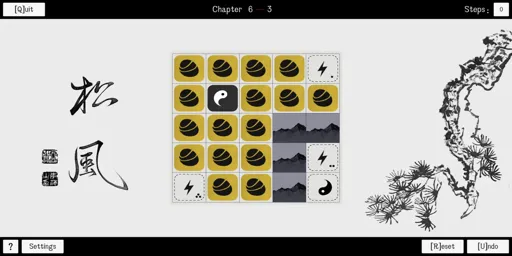 [Q]uit
Chapter 6 — 3
Steps: 0
松
風
?
Settings
[R]eset
[U]ndo